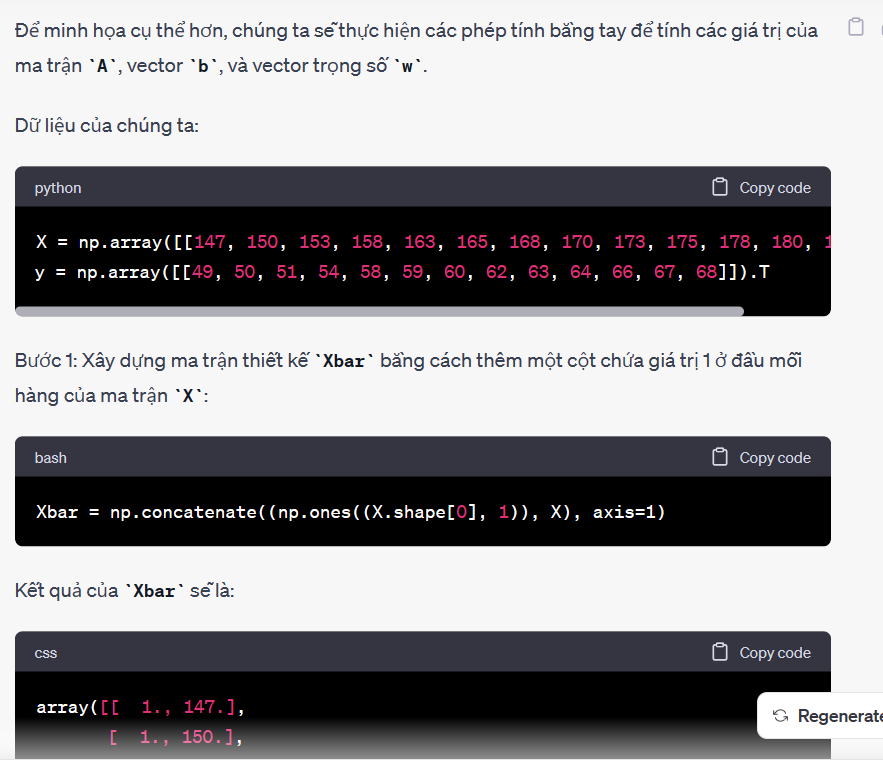 Để minh họa cụ thể hơn, chúng ta sẽ thực hiện các phép tính bằng tay để tính các giá trị của
ma trận `A`, vector `b`, và vector trọng số `w`.
Dữ liệu của chúng ta:
python
Copy code
X = np.array([[147, 150, 153, 158, 163, 165, 168, 170, 173, 175, 178, 180, 1
y = np.array([[49, 50, 51, 54, 58, 59, 60, 62, 63, 64, 66, 67, 68]]).T
Bước 1: Xây dựng ma trận thiết kế `Xbar` bằng cách thêm một cột chứa giá trị 1 ở đầu mỗi
hàng của ma trận `X`:
bash
Copy code
Xbar = np.concatenate((np.ones((X.shape[0], 1)), X), axis=1)
Kết quả của `Xbar` sẽ là:
css
Copy code
array([[  1., 147.],
       [  1., 150.],
Regenerate